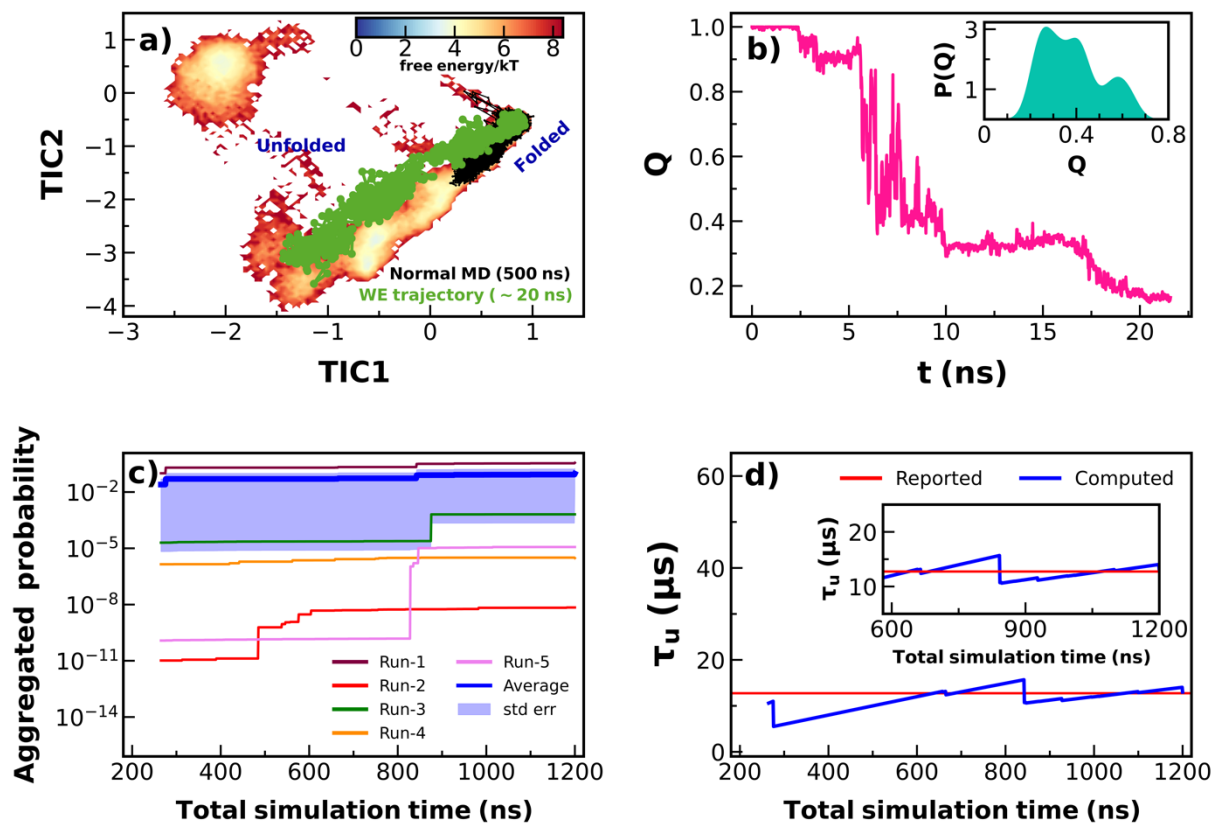 a)
0 2 4 6 8
free energy/kT
1
0
−1
−2
−3
−4
TIC2
Unfolded
Folded
Normal MD (500 ns)
WE trajectory (~20 ns)
−3 −2 −1 0 1
TIC1
b)
1.0
0.8
0.6
0.4
0.2
Q
3
1
P(Q)
0 0.4 0.8
Q
0 5 10 15 20
t (ns)
c)
10−2
10−5
10−8
10−11
10−14
Aggregated probability
Run-1
Run-2
Run-3
Run-4
Run-5
Average
std err
200 400 600 800 1000 1200
Total simulation time (ns)
d)
Reported
Computed
60
40
20
0
τu (μs)
20
10
τu (μs)
600 900 1200
Total simulation time (ns)
200 400 600 800 1000 1200
Total simulation time (ns)